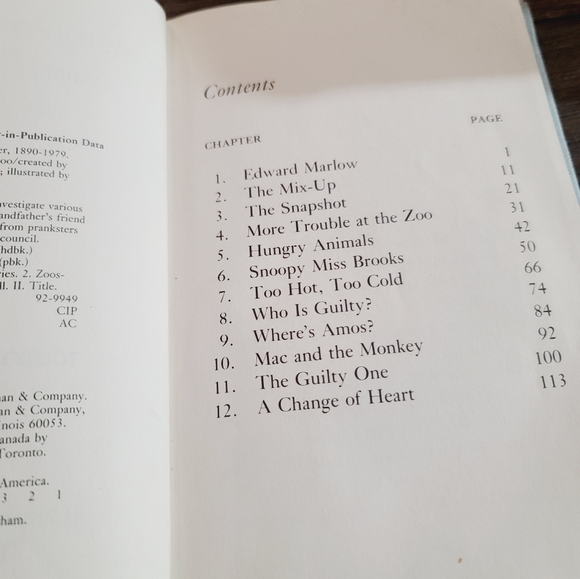 -in-Publication Data
er, 1890-1979.
oo/created by
; illustrated by
nvestigate various
andfather's friend
from pranksters
council.
hdbk.)
(pbk.)
ries. 2. Zoos-
ll. II. Title.
92-9949
CIP
AC
an & Company.
an & Company,
nois 60053.
anada by
Toronto.
America.
3 2 1
ham.
Contents
CHAPTER PAGE
1. Edward Marlow 1
2. The Mix-Up 11
3. The Snapshot 21
4. More Trouble at the Zoo 31
5. Hungry Animals 42
6. Snoopy Miss Brooks 50
7. Too Hot, Too Cold 66
8. Who Is Guilty? 74
9. Where's Amos? 84
10. Mac and the Monkey 92
11. The Guilty One 100
12. A Change of Heart 113